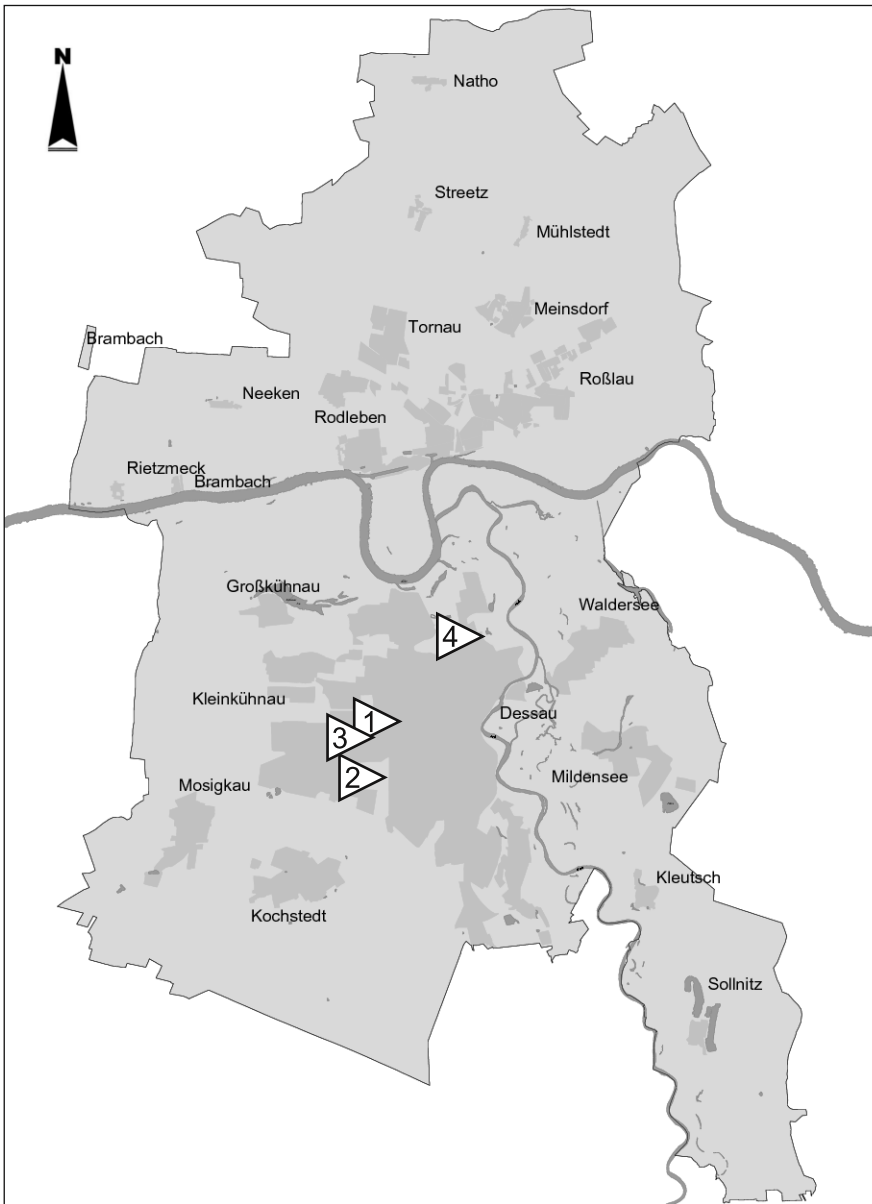 N
Natho
Streetz
Mühlstedt
Meinsdorf
Tornau
Brambach
Roßlau
Neeken
Rodleben
Rietzmeck
Brambach
Großkühnau
Waldersee
4
Kleinkühnau
Dessau
1
3
2
Mildensee
Mosigkau
Kleutsch
Kochstedt
Sollnitz